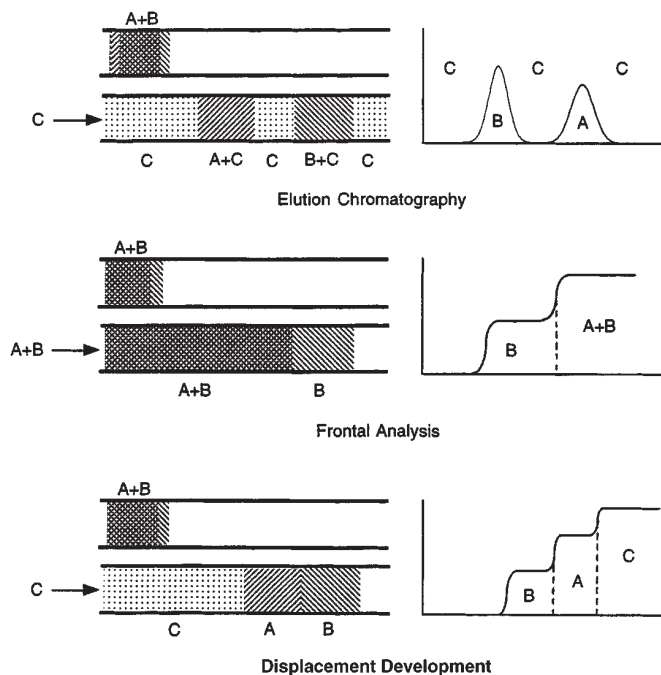 A+B
C B C A C
C
C A+C C B+C C
Elution Chromatography
A+B
B A+B
A+B
A+B B
Frontal Analysis
A+B
B A C
C
C A B
Displacement Development